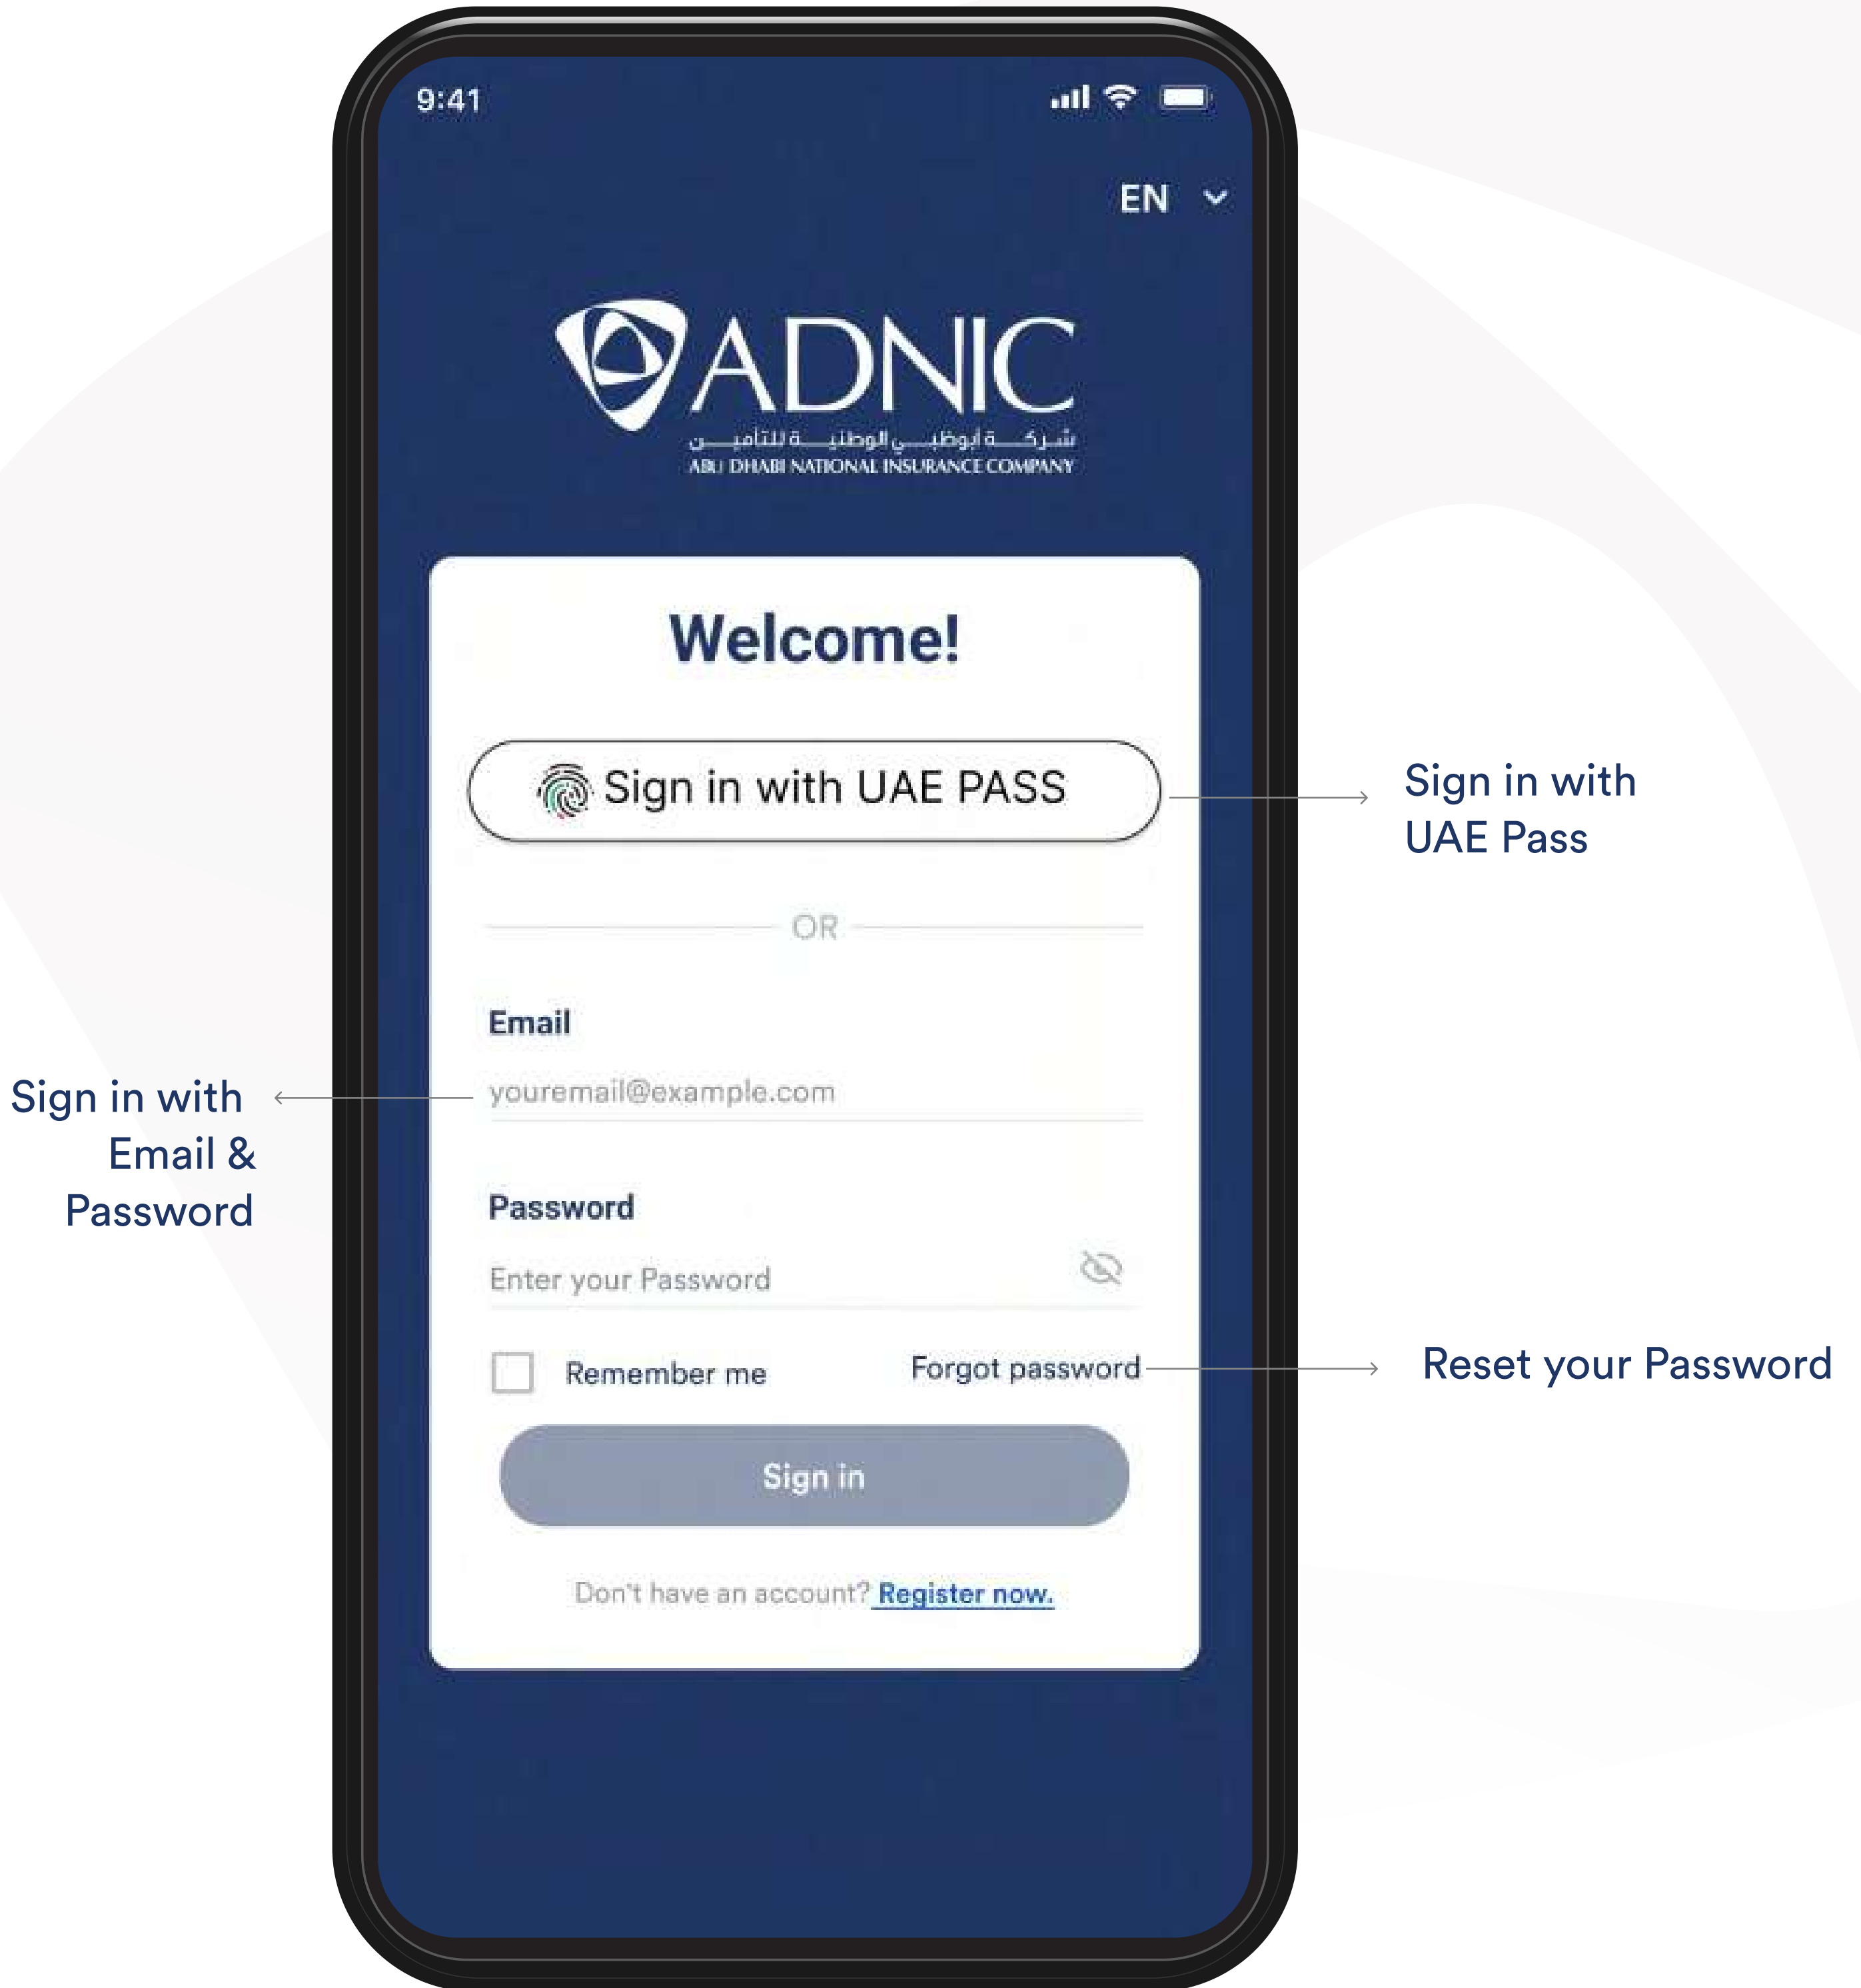 9:41
EN
ADNIC
شركة أبوظبي الوطنية للتأمين
ABU DHABI NATIONAL INSURANCE COMPANY
Welcome!
Sign in with UAE PASS
Sign in with
UAE Pass
OR
Email
youremail@example.com
Sign in with
Email &
Password
Password
Enter your Password
Remember me
Forgot password
Reset your Password
Sign in
Don't have an account? Register now.